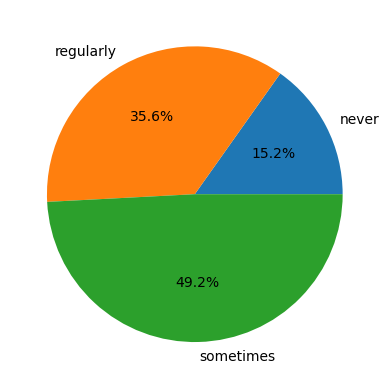 regularly
never
35.6%
15.2%
49.2%
sometimes